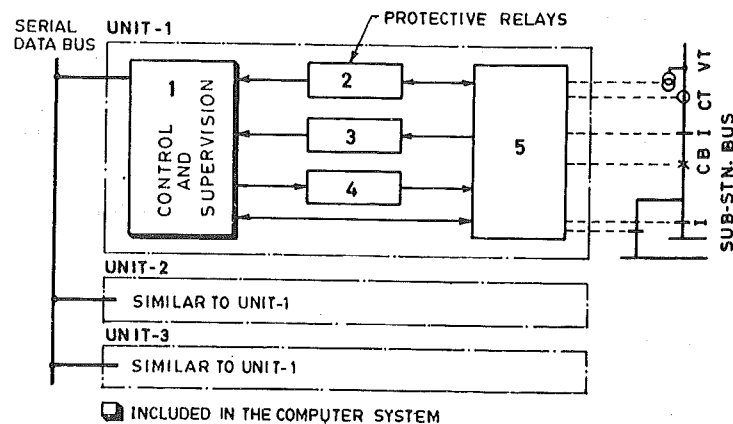 SERIAL
DATA BUS
UNIT-1
PROTECTIVE RELAYS
1
CONTROL
AND
SUPERVISION
2
3
4
5
VT
CT
I
CB
I
SUB-STN. BUS
UNIT-2
SIMILAR TO UNIT-1
UNIT-3
SIMILAR TO UNIT-1
INCLUDED IN THE COMPUTER SYSTEM